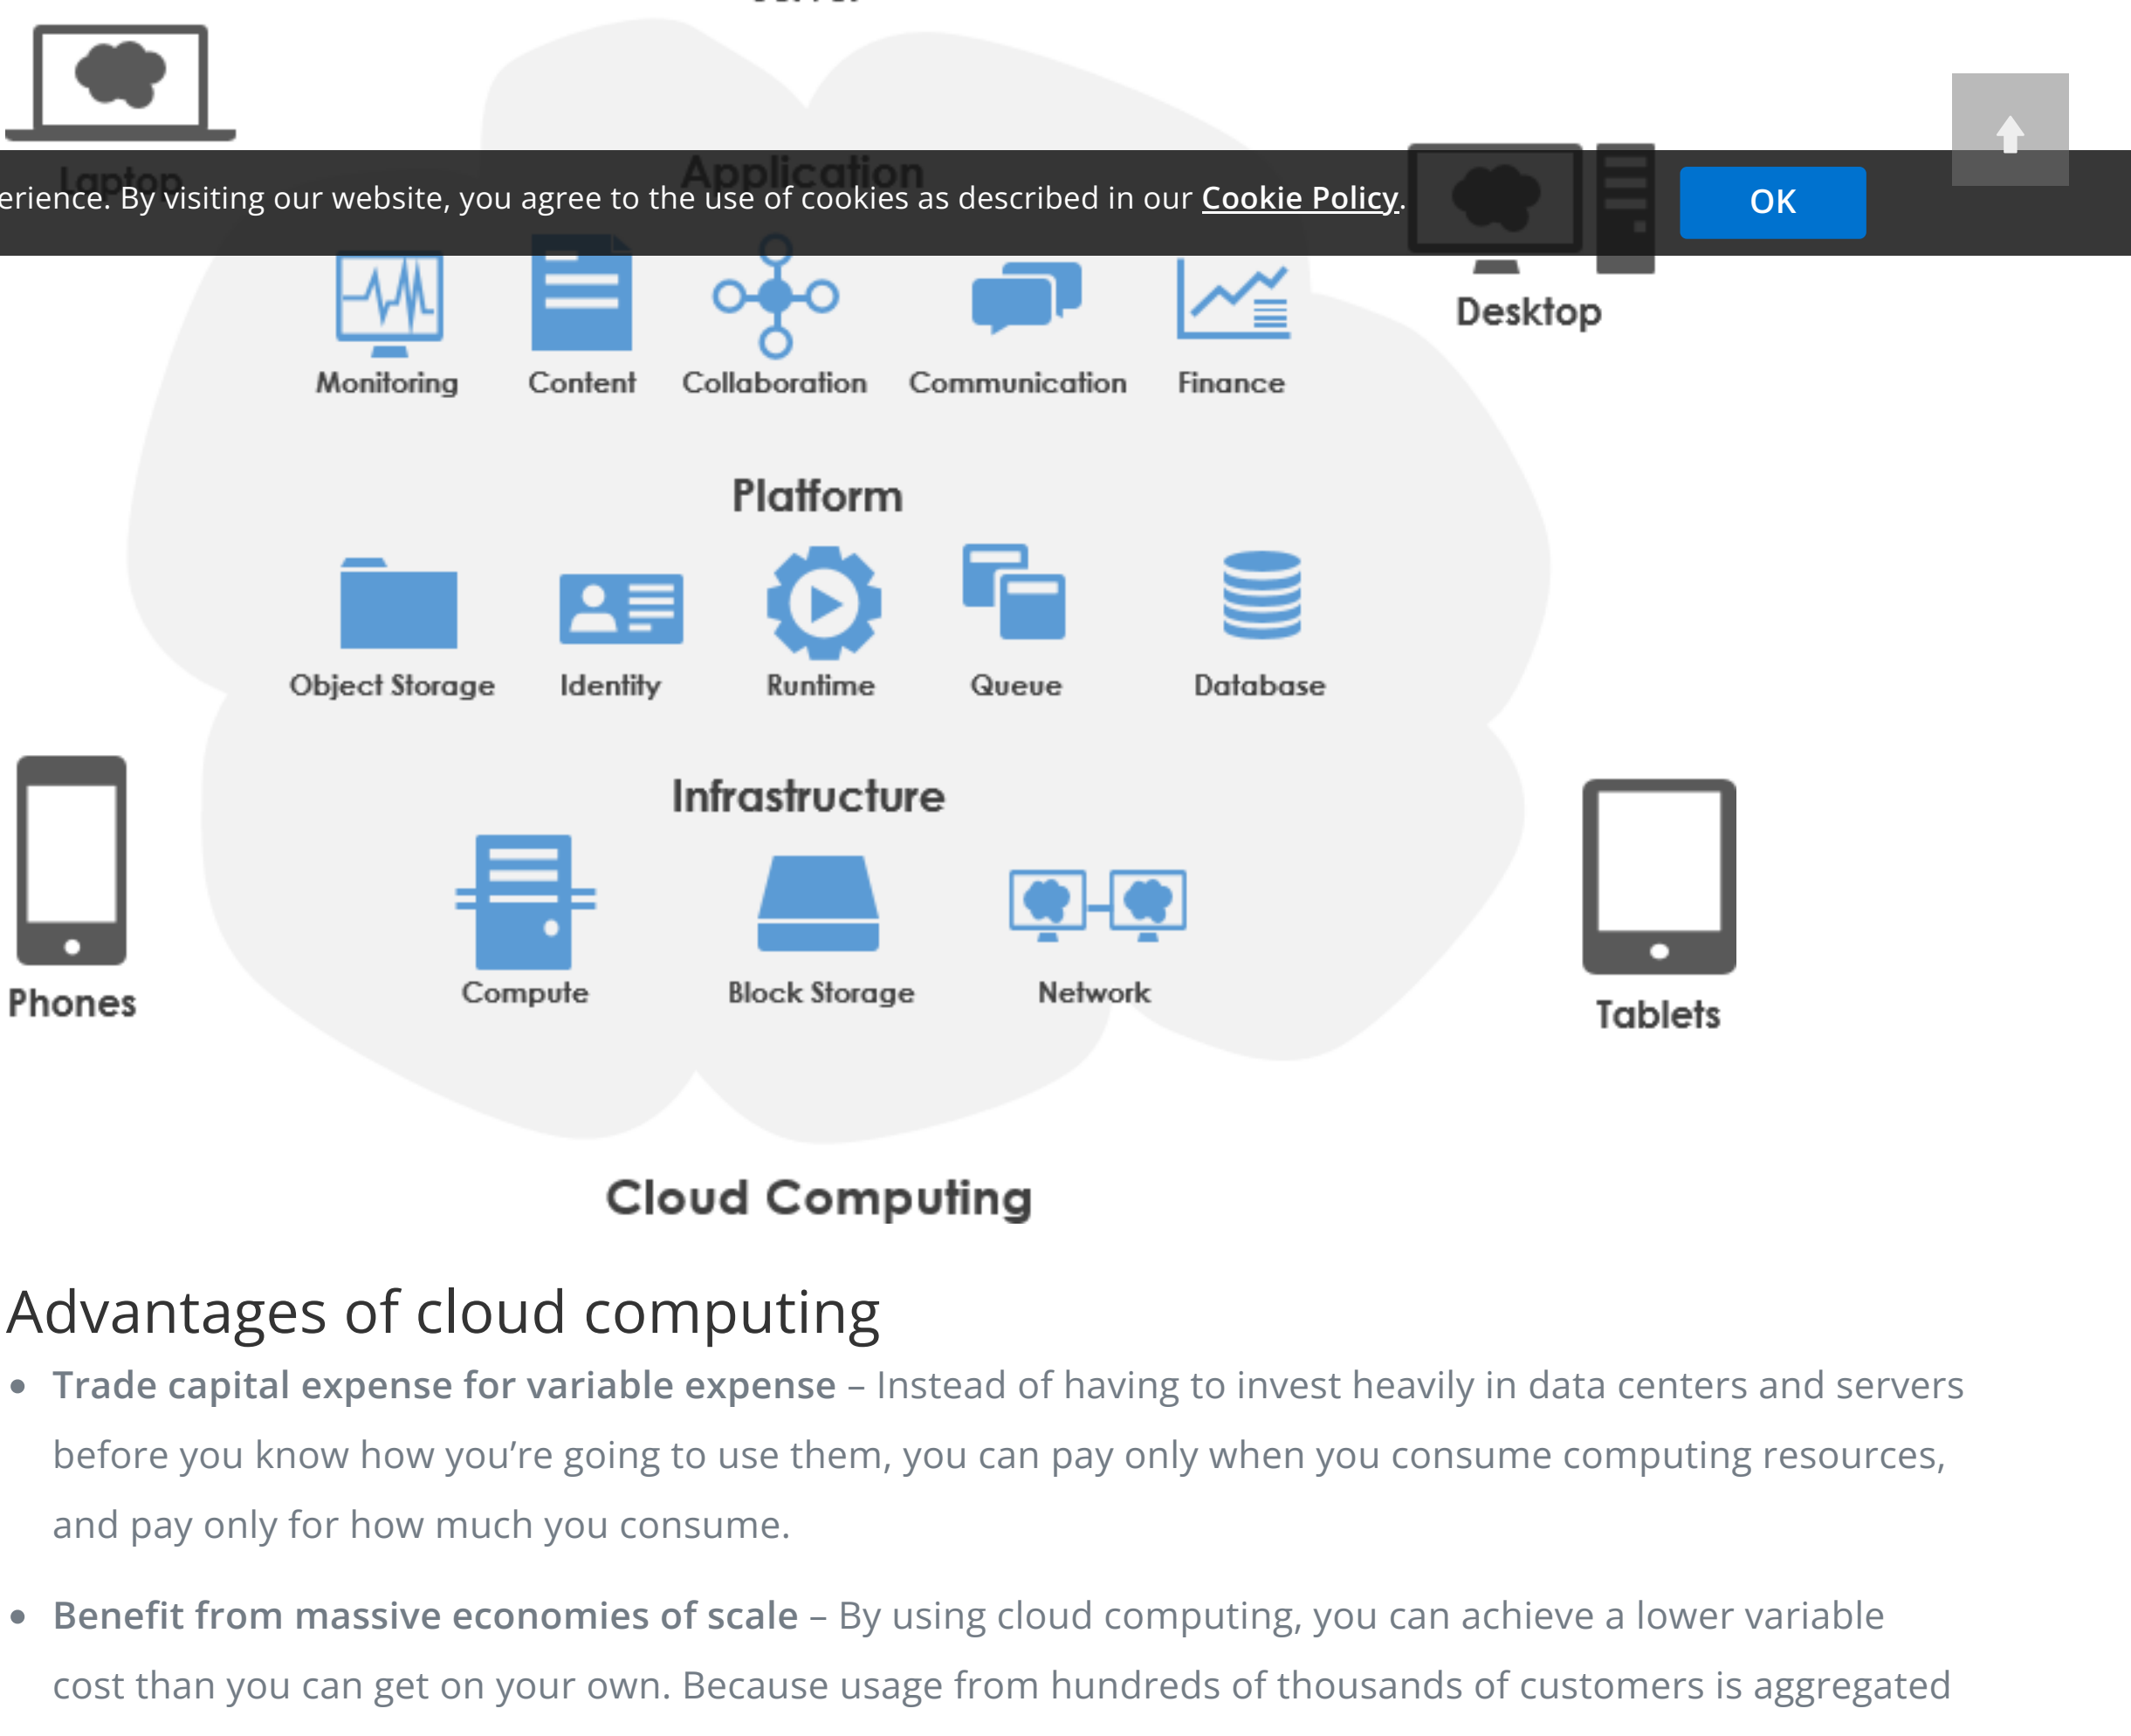 Laptop
Application
erience. By visiting our website, you agree to the use of cookies as described in our Cookie Policy.
OK
Desktop
Monitoring Content Collaboration Communication Finance
Platform
Object Storage Identity Runtime Queue Database
Infrastructure
Compute Block Storage Network
Phones
Tablets
Cloud Computing
Advantages of cloud computing
• Trade capital expense for variable expense – Instead of having to invest heavily in data centers and servers
before you know how you’re going to use them, you can pay only when you consume computing resources,
and pay only for how much you consume.
• Benefit from massive economies of scale – By using cloud computing, you can achieve a lower variable
cost than you can get on your own. Because usage from hundreds of thousands of customers is aggregated